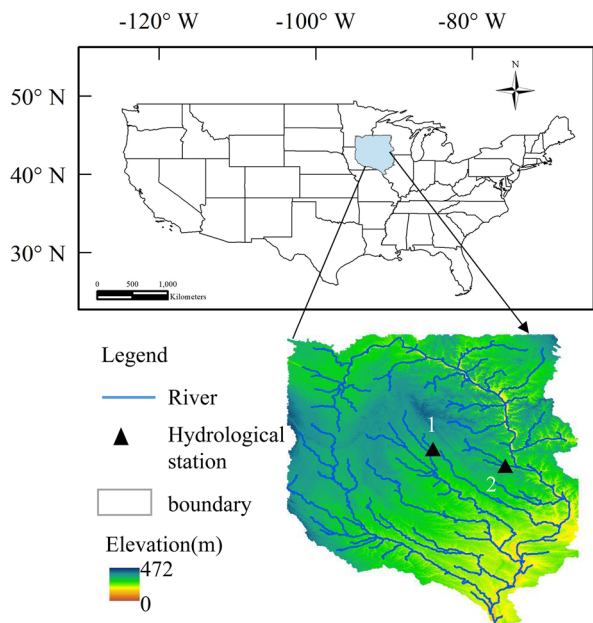 -120° W -100° W -80° W
N
50° N
40° N
30° N
0 500 1,000
Kilometers
Legend
River
Hydrological
station
boundary
Elevation(m)
472
0
1
2